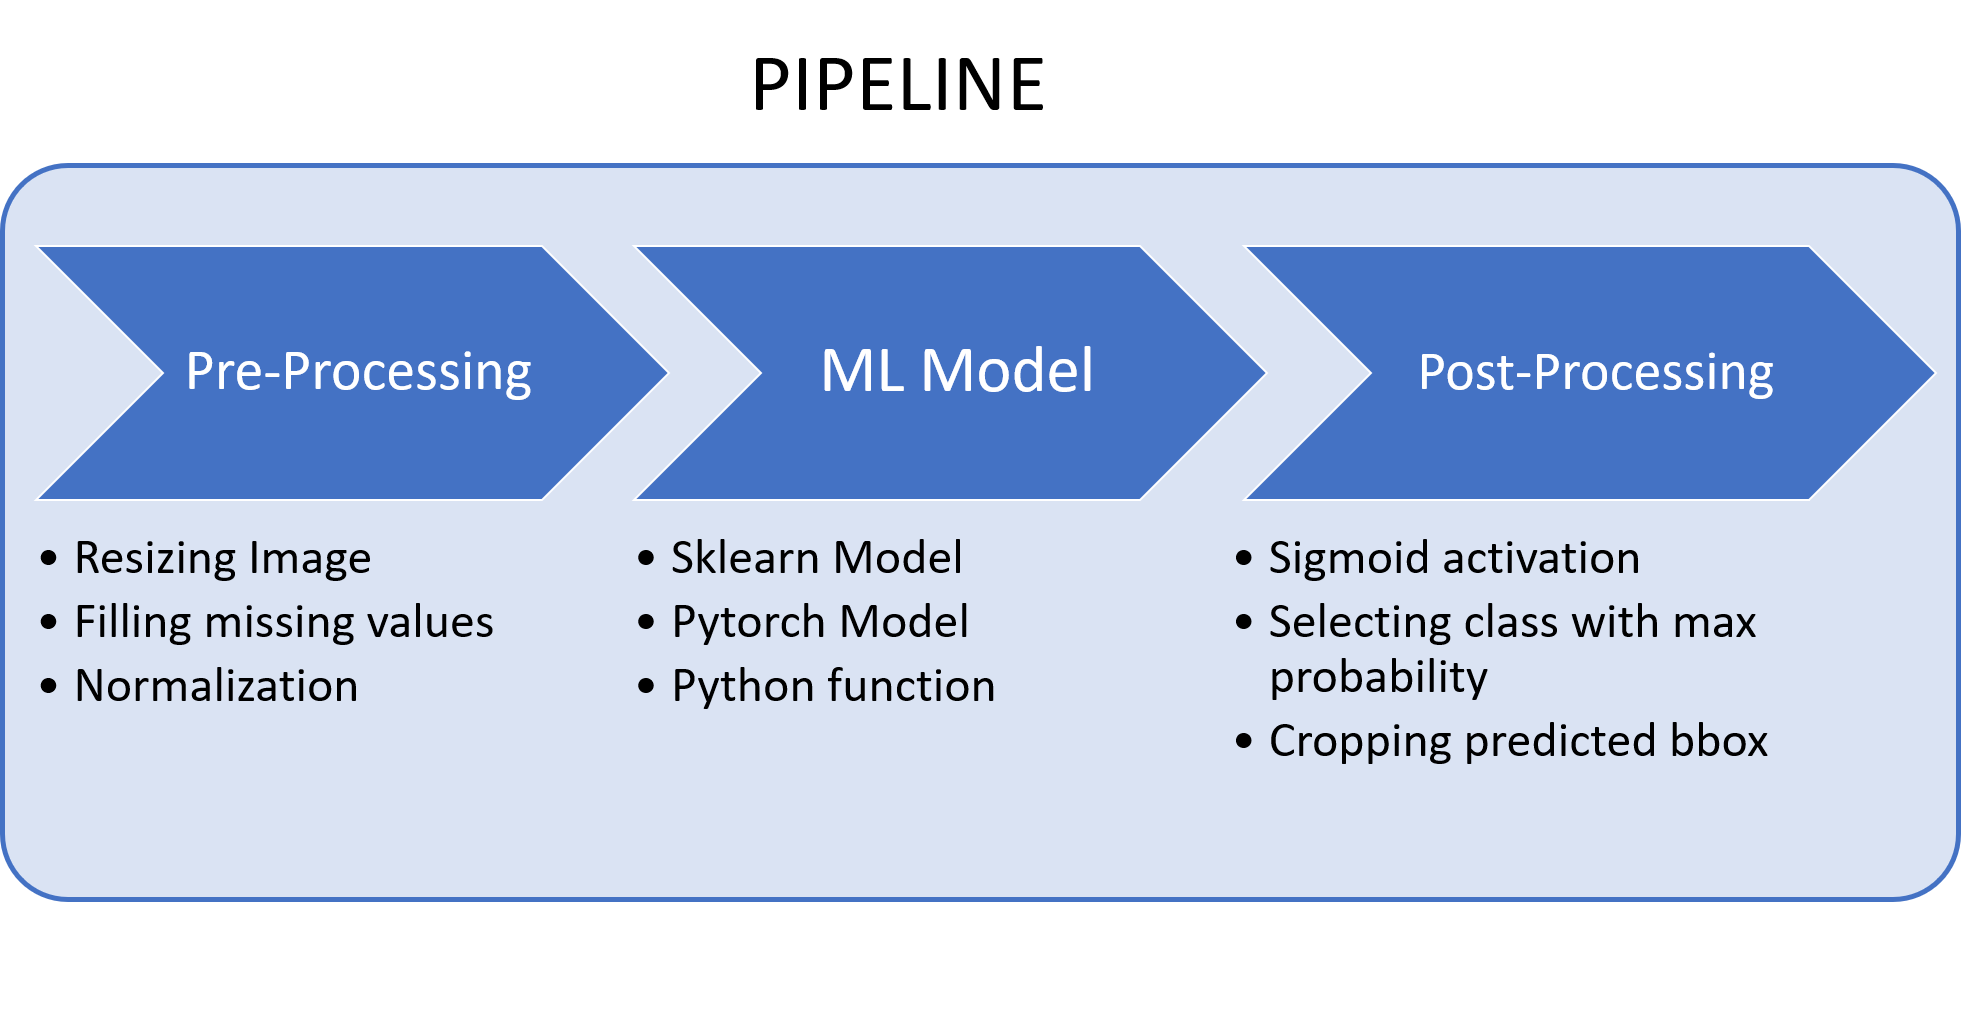 PIPELINE
Pre-Processing
• Resizing Image
• Filling missing values
• Normalization
ML Model
• Sklearn Model
• Pytorch Model
• Python function
Post-Processing
• Sigmoid activation
• Selecting class with max
probability
• Cropping predicted bbox